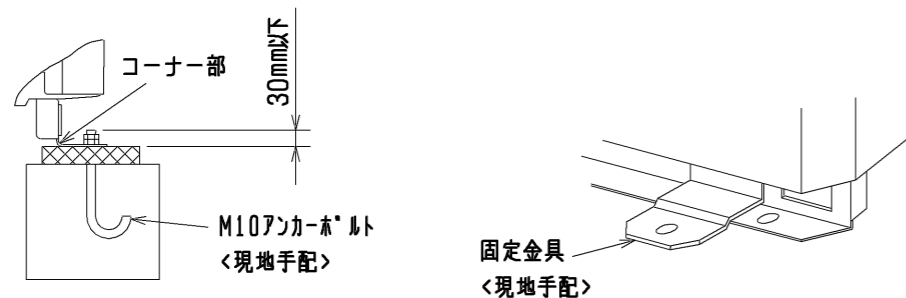 コーナー部
30mm以下
M10アンカーボルト
<現地手配>
固定金具
<現地手配>